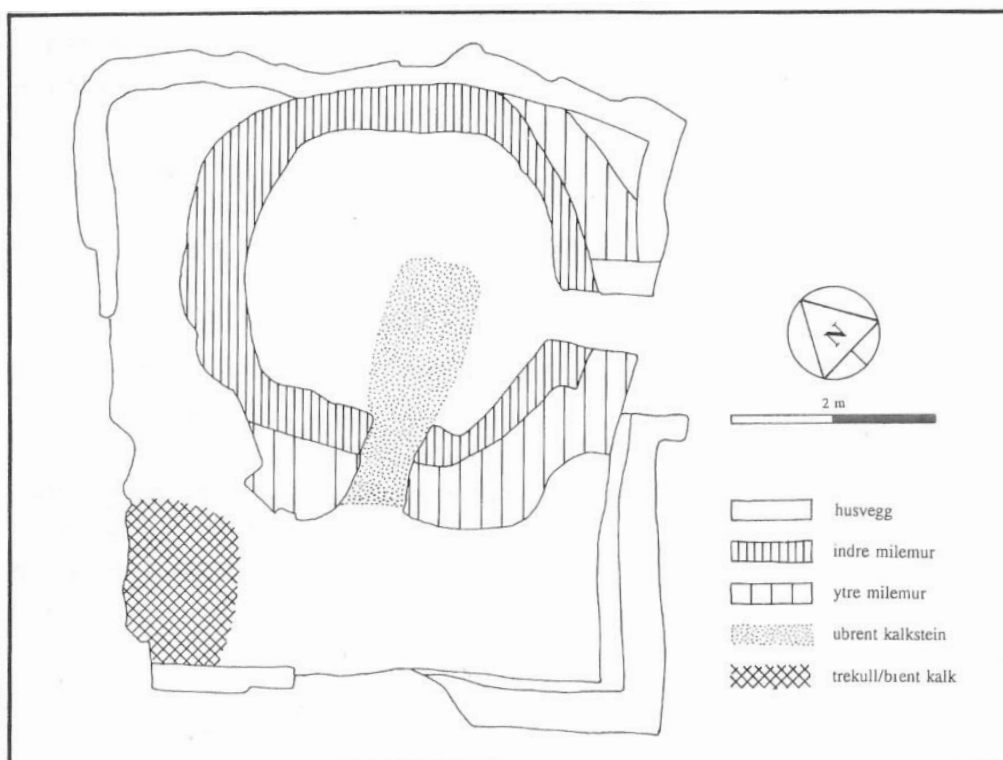 N
2 m
husvegg
indre milemur
ytre milemur
ubrent kalkstein
trekull/brent kalk